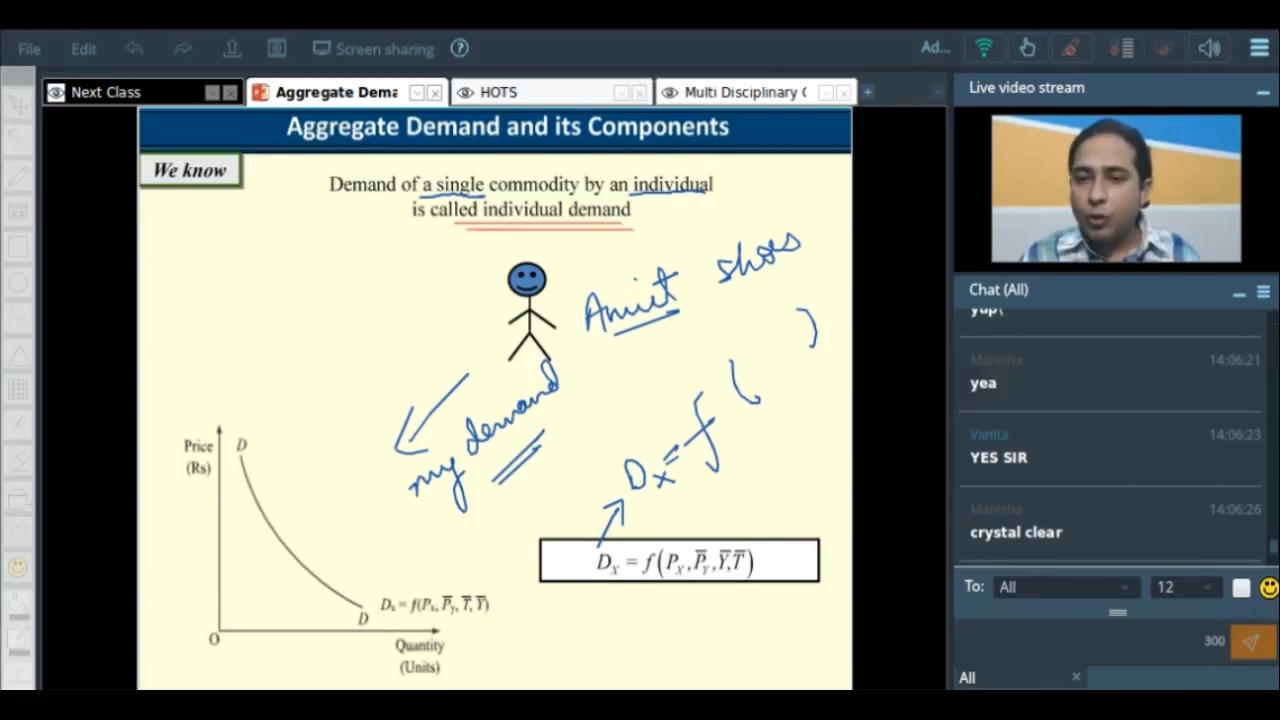 File Edit Screen sharing ? Ad...
Next Class Aggregate Dema HOTS Multi Disciplinary C
Live video stream
Aggregate Demand and its Components
We know
Demand of a single commodity by an individual
is called individual demand
Amit shoes
my demand
Dx = f ( )
Price
(Rs)
D
Dx = f(Px, P̅y, T̅, Y̅)
D
O
Quantity
(Units)
DX = f(PX, P̅Y, Y̅, T̅)
Chat (All)
yup\
Manisha 14:06:21
yea
Vanita 14:06:23
YES SIR
Manisha 14:06:26
crystal clear
To: All 12
300
All